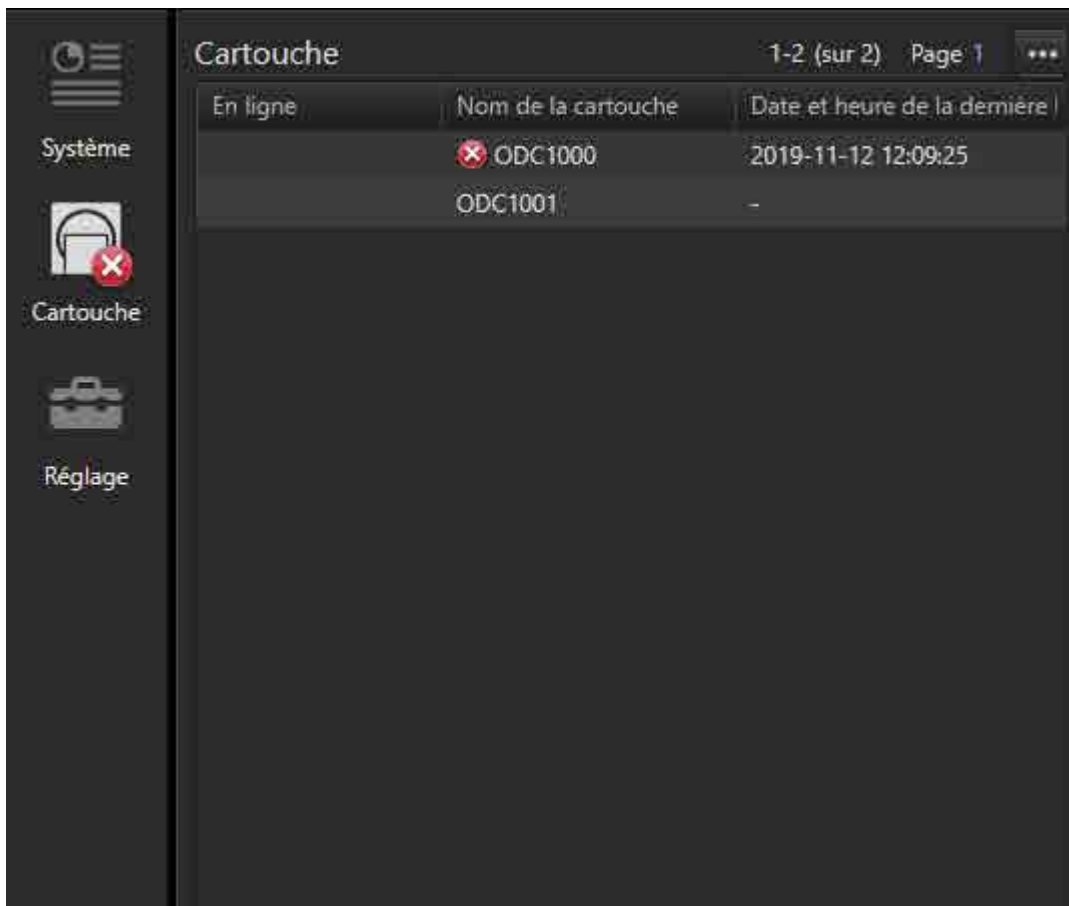 Système
Cartouche
Réglage
Cartouche 1-2 (sur 2) Page 1
En ligne Nom de la cartouche Date et heure de la dernière
ODC1000 2019-11-12 12:09:25
ODC1001 -